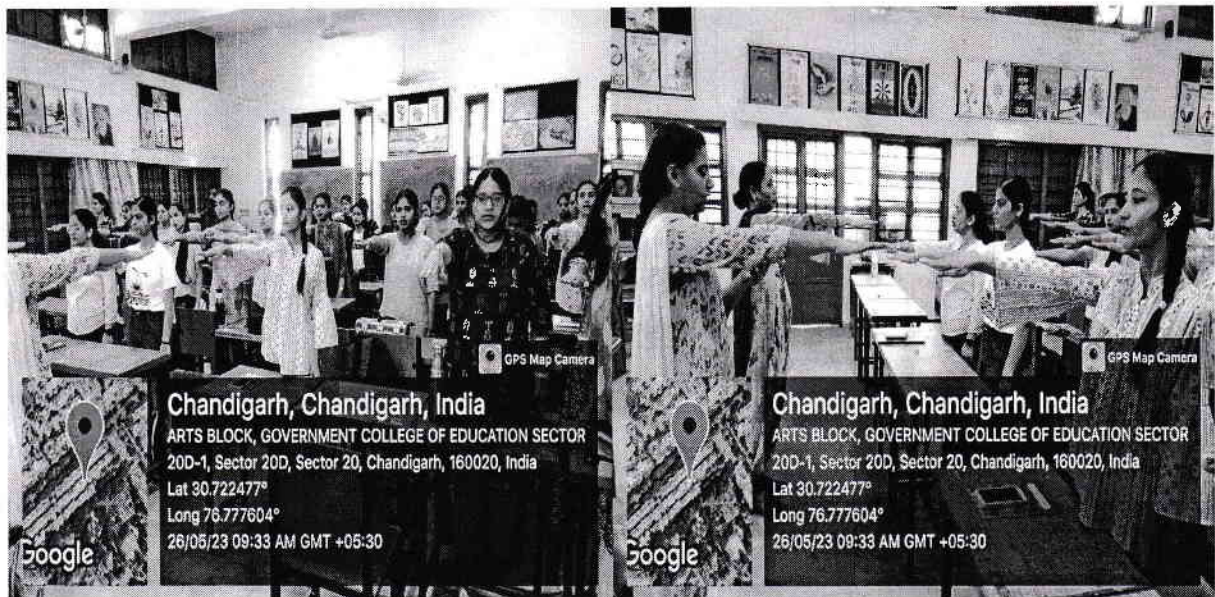 GPS Map Camera
Chandigarh, Chandigarh, India
ARTS BLOCK, GOVERNMENT COLLEGE OF EDUCATION SECTOR
20D-1, Sector 20D, Sector 20, Chandigarh, 160020, India
Lat 30.722477°
Long 76.777604°
26/05/23 09:33 AM GMT +05:30
Google
GPS Map Camera
Chandigarh, Chandigarh, India
ARTS BLOCK, GOVERNMENT COLLEGE OF EDUCATION SECTOR
20D-1, Sector 20D, Sector 20, Chandigarh, 160020, India
Lat 30.722477°
Long 76.777604°
26/05/23 09:33 AM GMT +05:30
Google